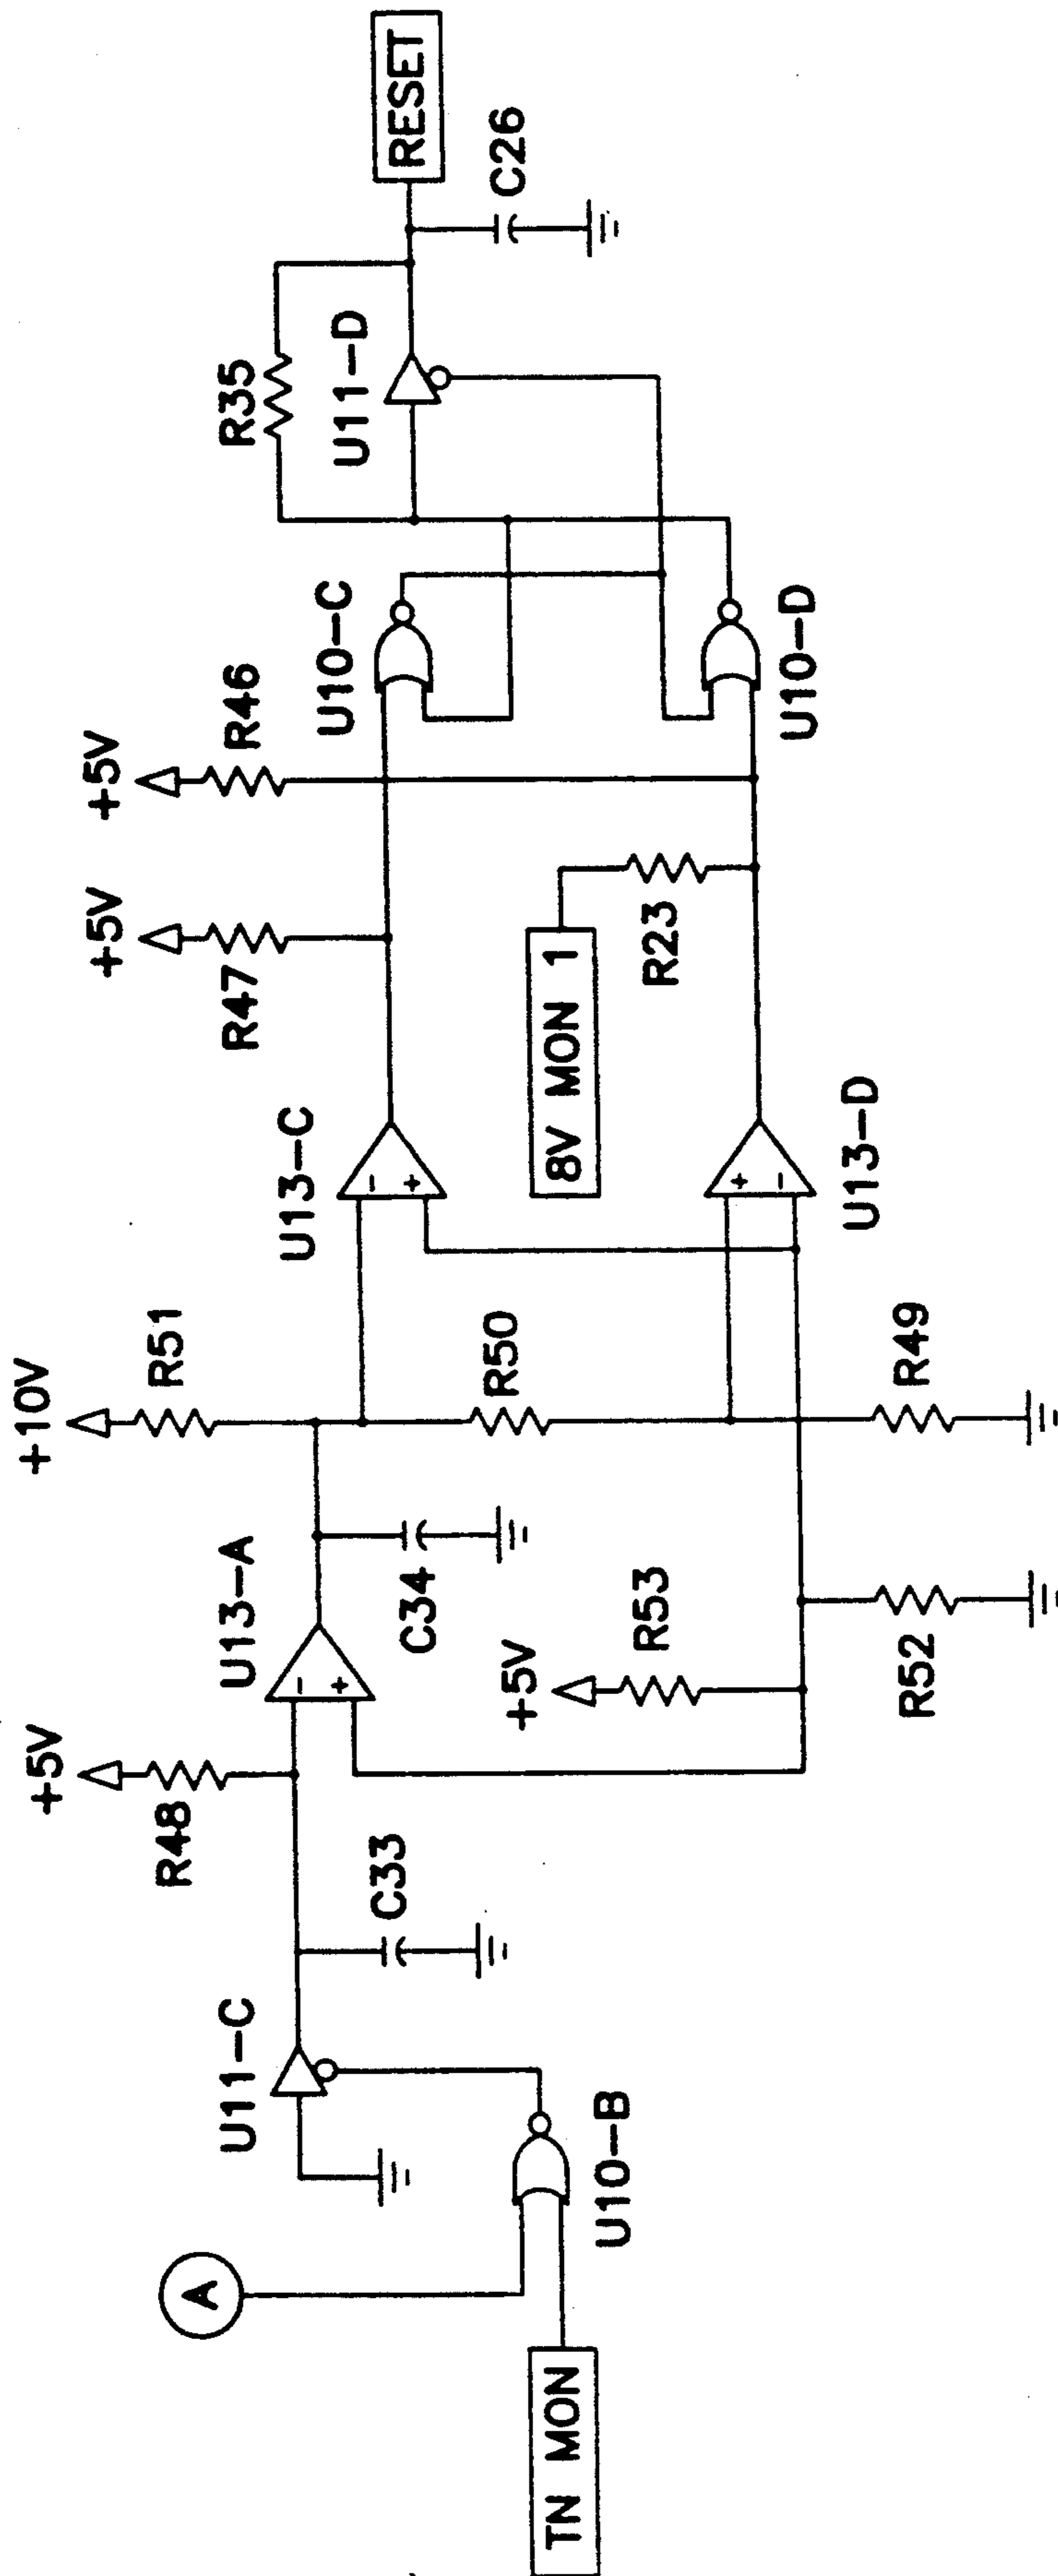 A
TN MON
U10-B
U11-C
C33
+5V
R48
U13-A
-
+
+5V
R53
R52
C34
+10V
R51
R50
R49
U13-C
-
+
U13-D
+
-
8V MON 1
R23
+5V
R47
+5V
R46
U10-C
U10-D
R35
U11-D
C26
RESET